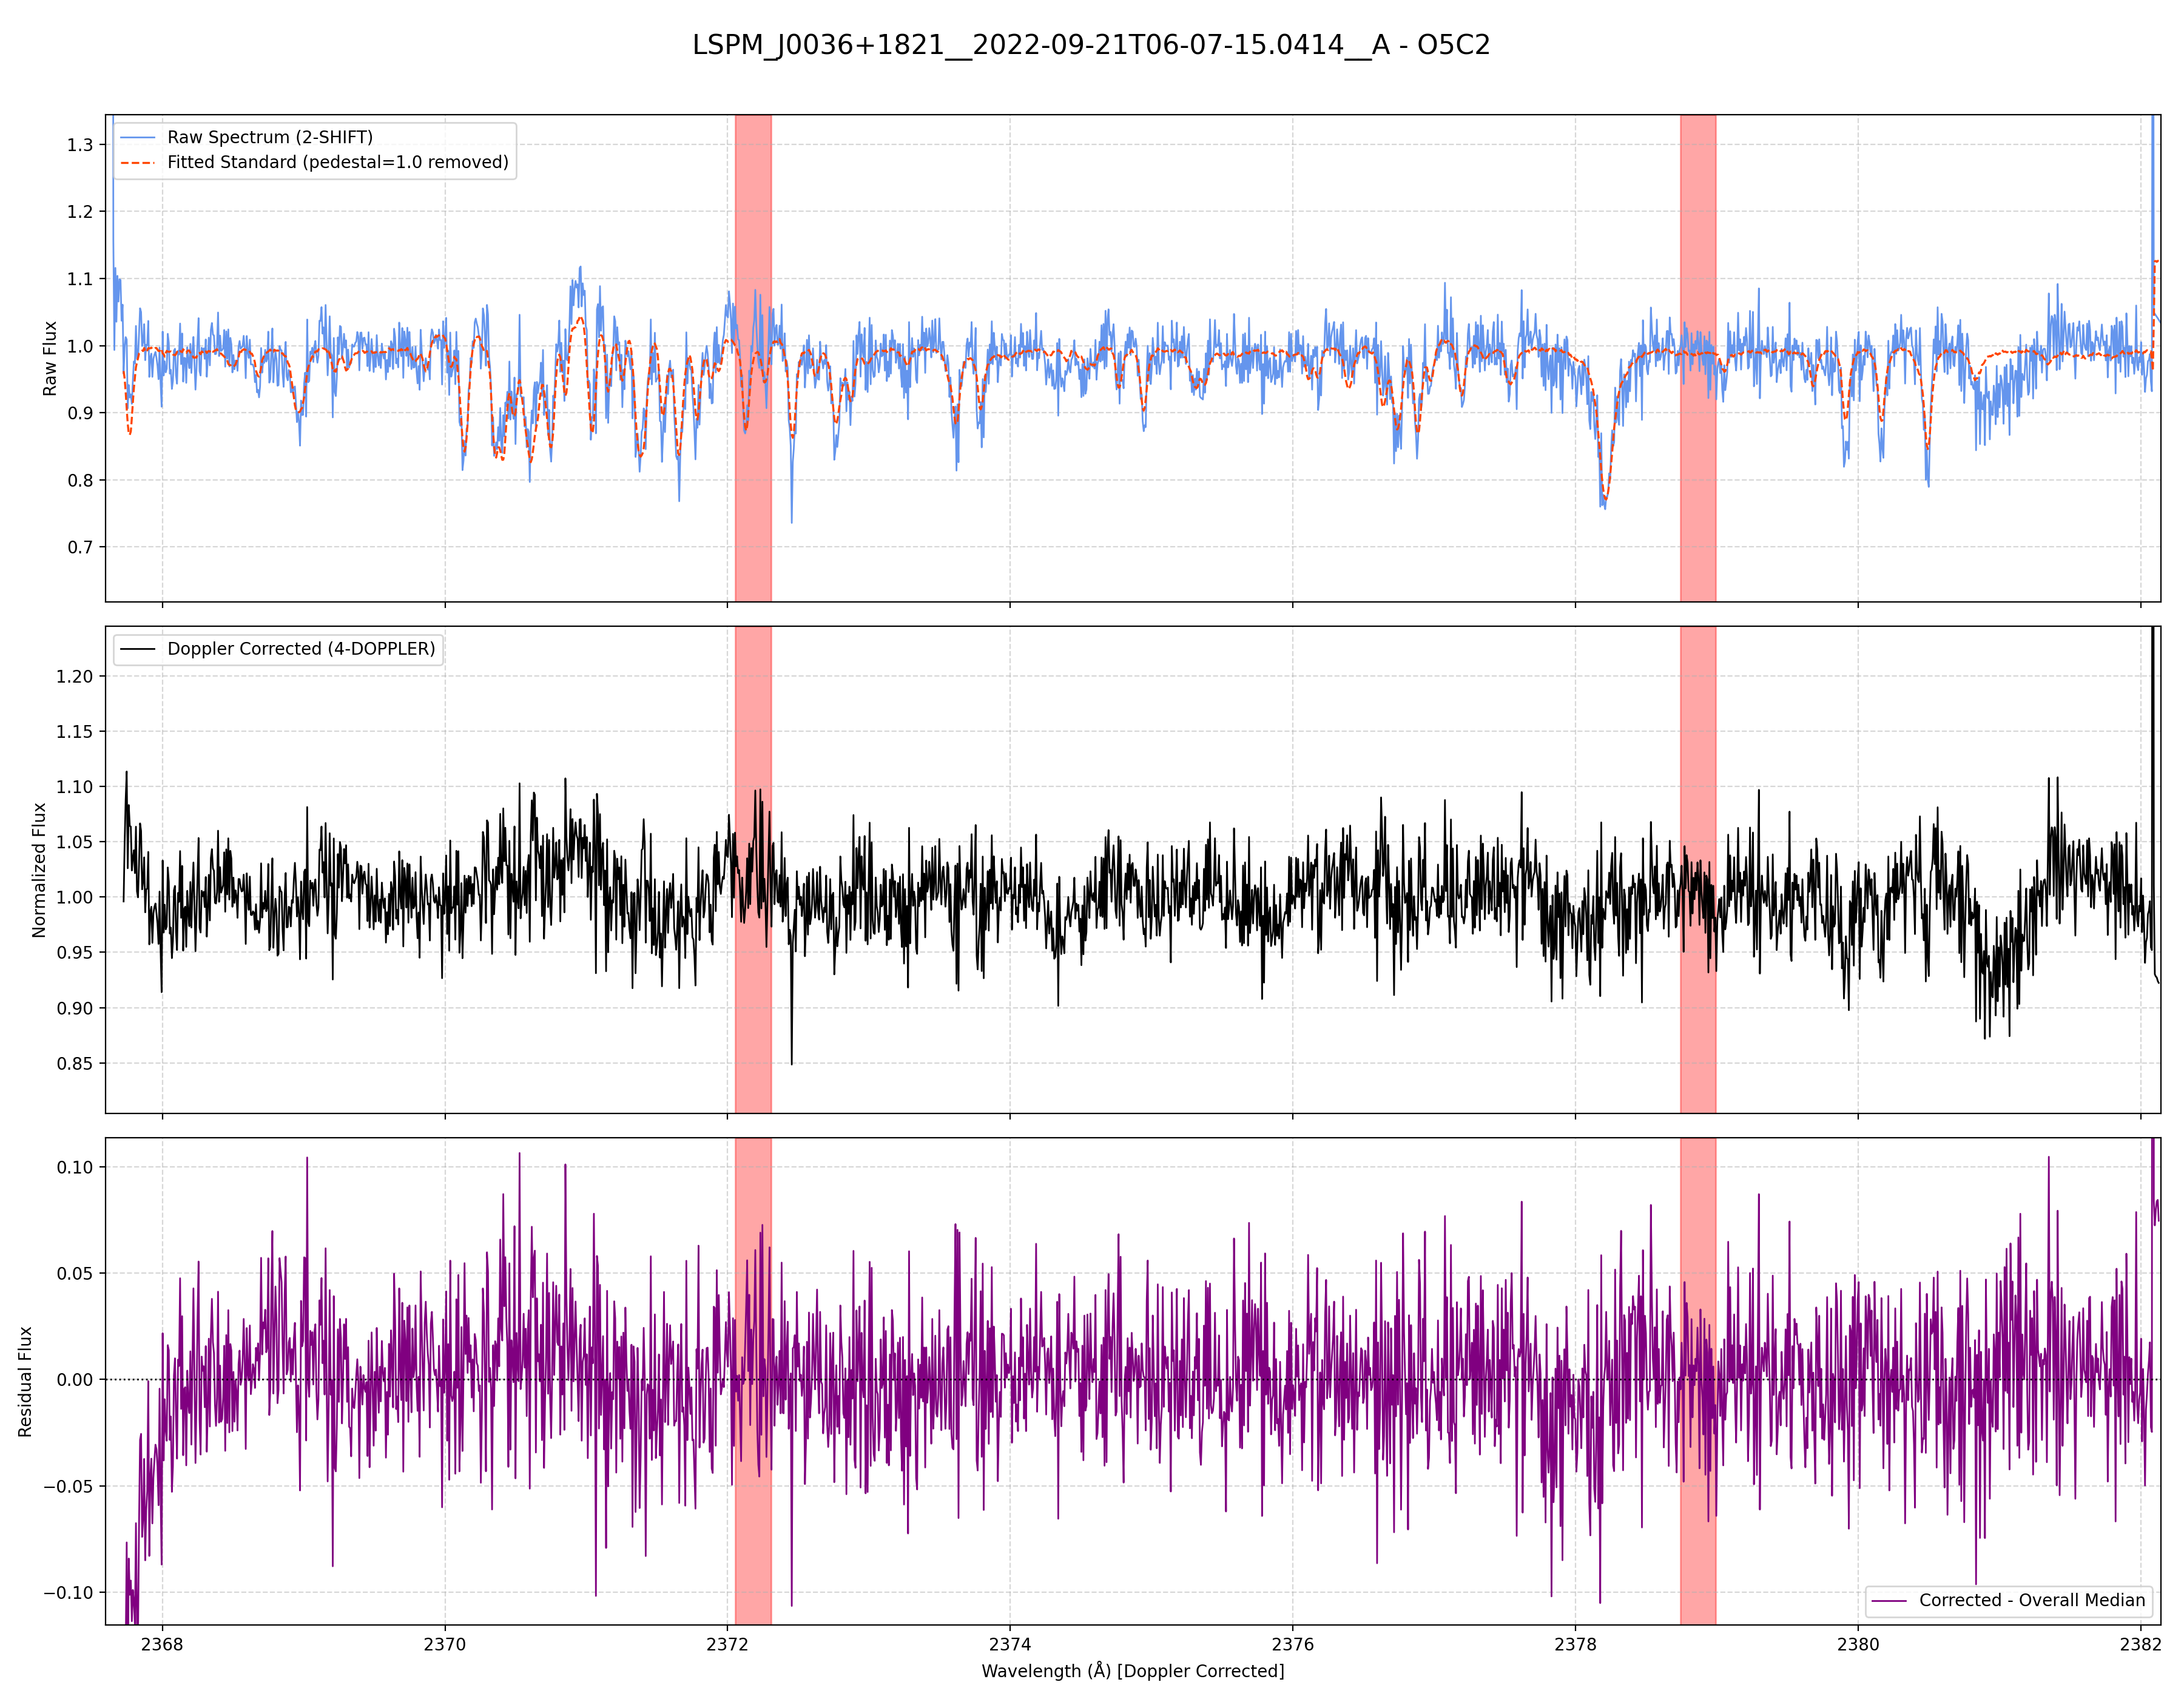 LSPM_J0036+1821__2022-09-21T06-07-15.0414__A - O5C2
Raw Spectrum (2-SHIFT)
Fitted Standard (pedestal=1.0 removed)
1.3
1.2
1.1
1.0
0.9
0.8
0.7
Raw Flux
Doppler Corrected (4-DOPPLER)
1.20
1.15
1.10
1.05
1.00
0.95
0.90
0.85
Normalized Flux
0.10
0.05
0.00
−0.05
−0.10
Residual Flux
Corrected - Overall Median
2368 2370 2372 2374 2376 2378 2380 2382
Wavelength (Å) [Doppler Corrected]